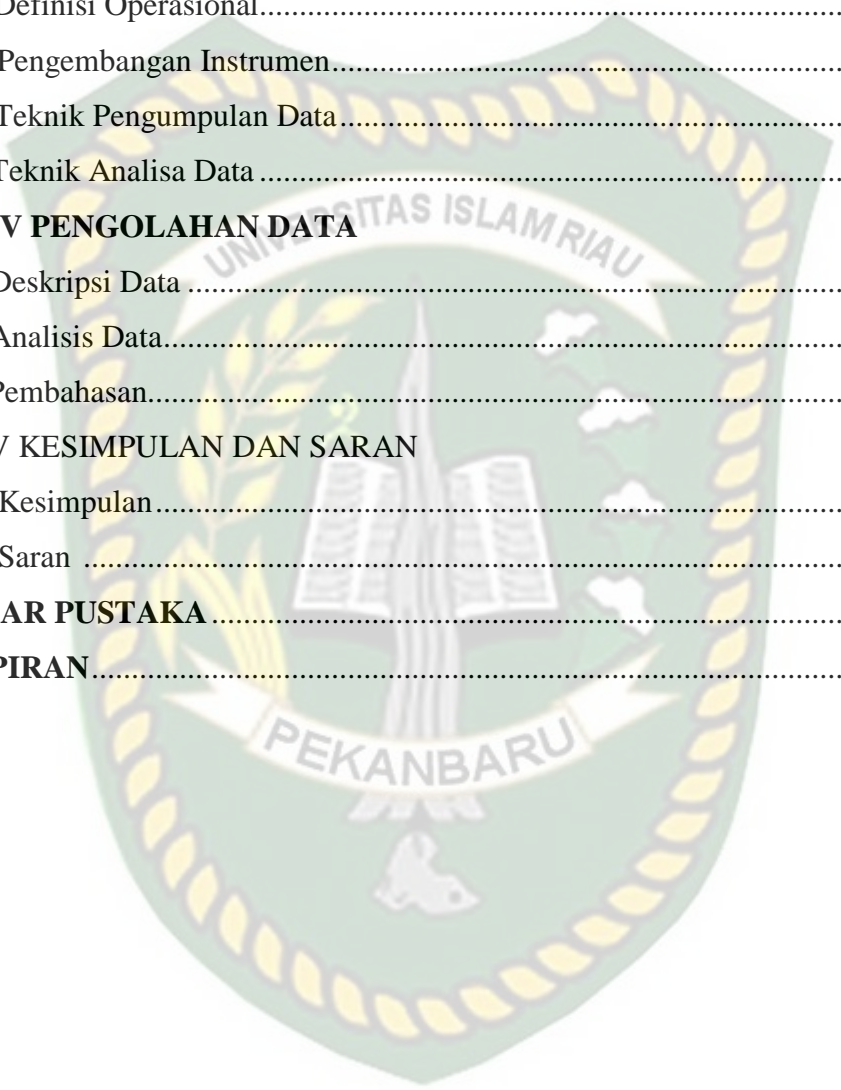 Definisi Operasional
Pengembangan Instrumen
Teknik Pengumpulan Data
Teknik Analisa Data
UNIVERSITAS ISLAM RIAU
V PENGOLAHAN DATA
Deskripsi Data
Analisis Data
Pembahasan
V KESIMPULAN DAN SARAN
Kesimpulan
Saran
AR PUSTAKA
PIRAN
PEKANBARU